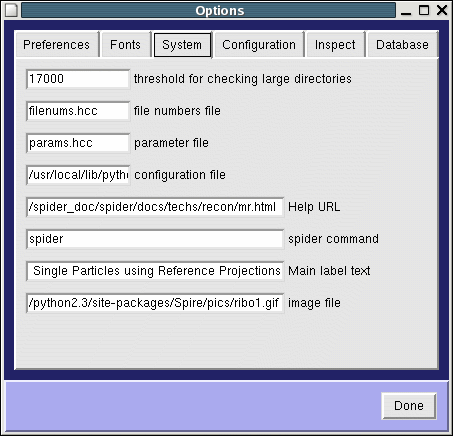 Options
Preferences Fonts System Configuration Inspect Database
17000 threshold for checking large directories
filenums.hcc file numbers file
params.hcc parameter file
/usr/local/lib/pytho configuration file
/spider_doc/spider/docs/techs/recon/mr.html Help URL
spider spider command
Single Particles using Reference Projections Main label text
/python2.3/site-packages/Spire/pics/ribo1.gif image file
Done